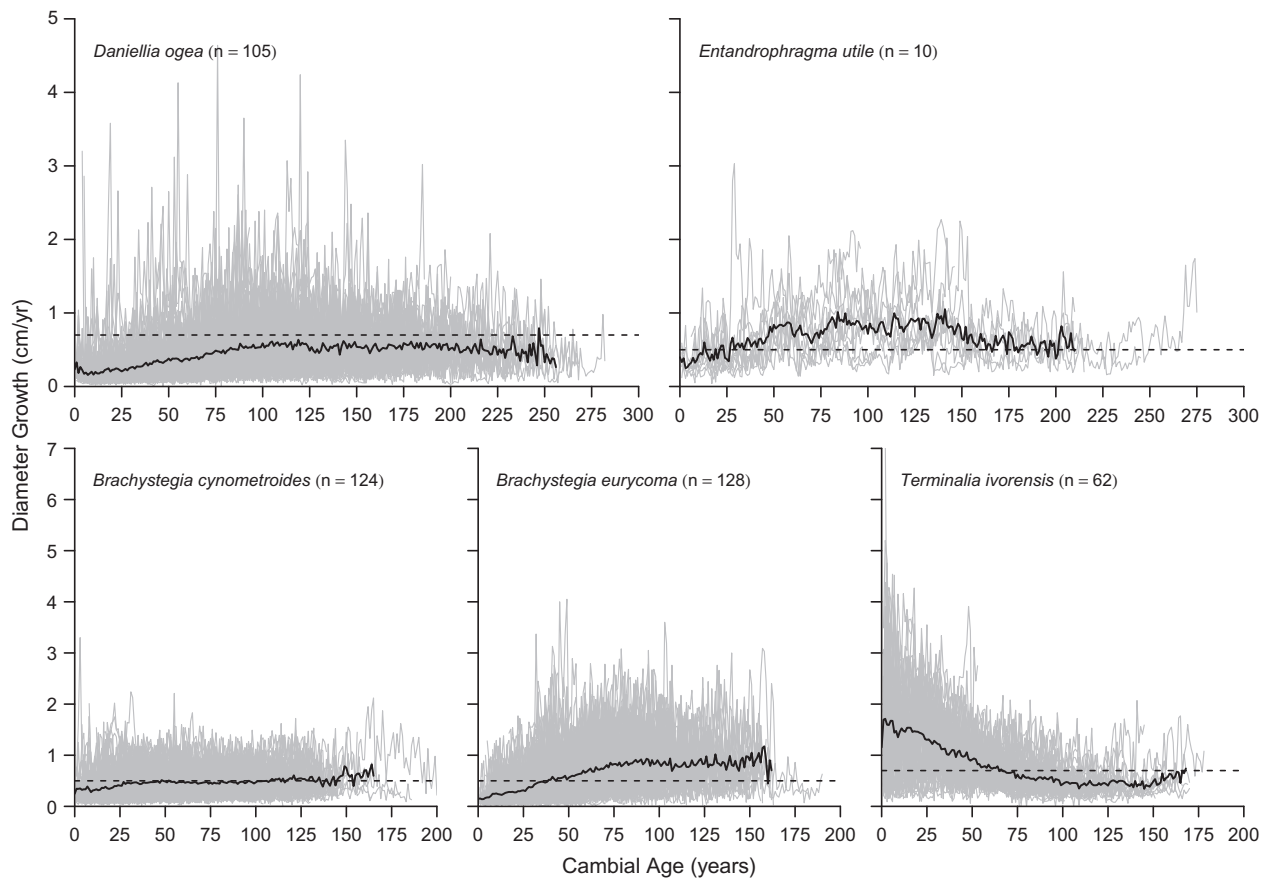 Diameter Growth (cm/yr)
Daniellia ogea (n = 105)
5
4
3
2
1
0
0 25 50 75 100 125 150 175 200 225 250 275 300
Entandrophragma utile (n = 10)
0 25 50 75 100 125 150 175 200 225 250 275 300
Brachystegia cynometroides (n = 124)
7
6
5
4
3
2
1
0
0 25 50 75 100 125 150 175 200
Brachystegia eurycoma (n = 128)
0 25 50 75 100 125 150 175 200
Terminalia ivorensis (n = 62)
0 25 50 75 100 125 150 175 200
Cambial Age (years)